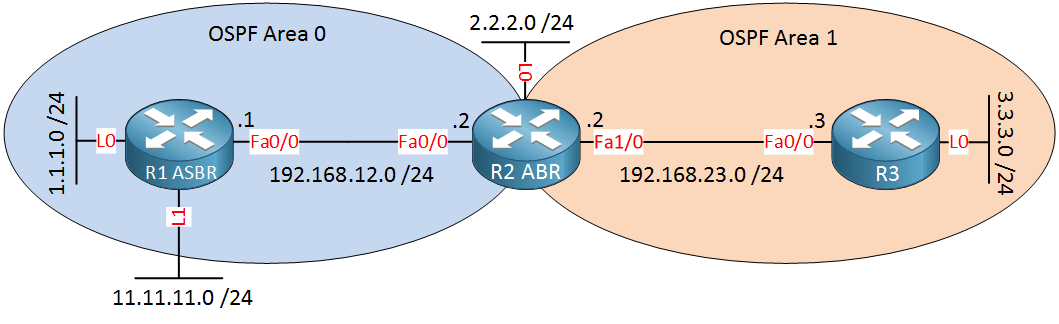 OSPF Area 0
2.2.2.0 /24
OSPF Area 1
L0
1.1.1.0 /24
L0
R1 ASBR
.1
Fa0/0
192.168.12.0 /24
.2
Fa0/0
R2 ABR
.2
Fa1/0
192.168.23.0 /24
.3
Fa0/0
R3
L0
3.3.3.0 /24
L1
11.11.11.0 /24